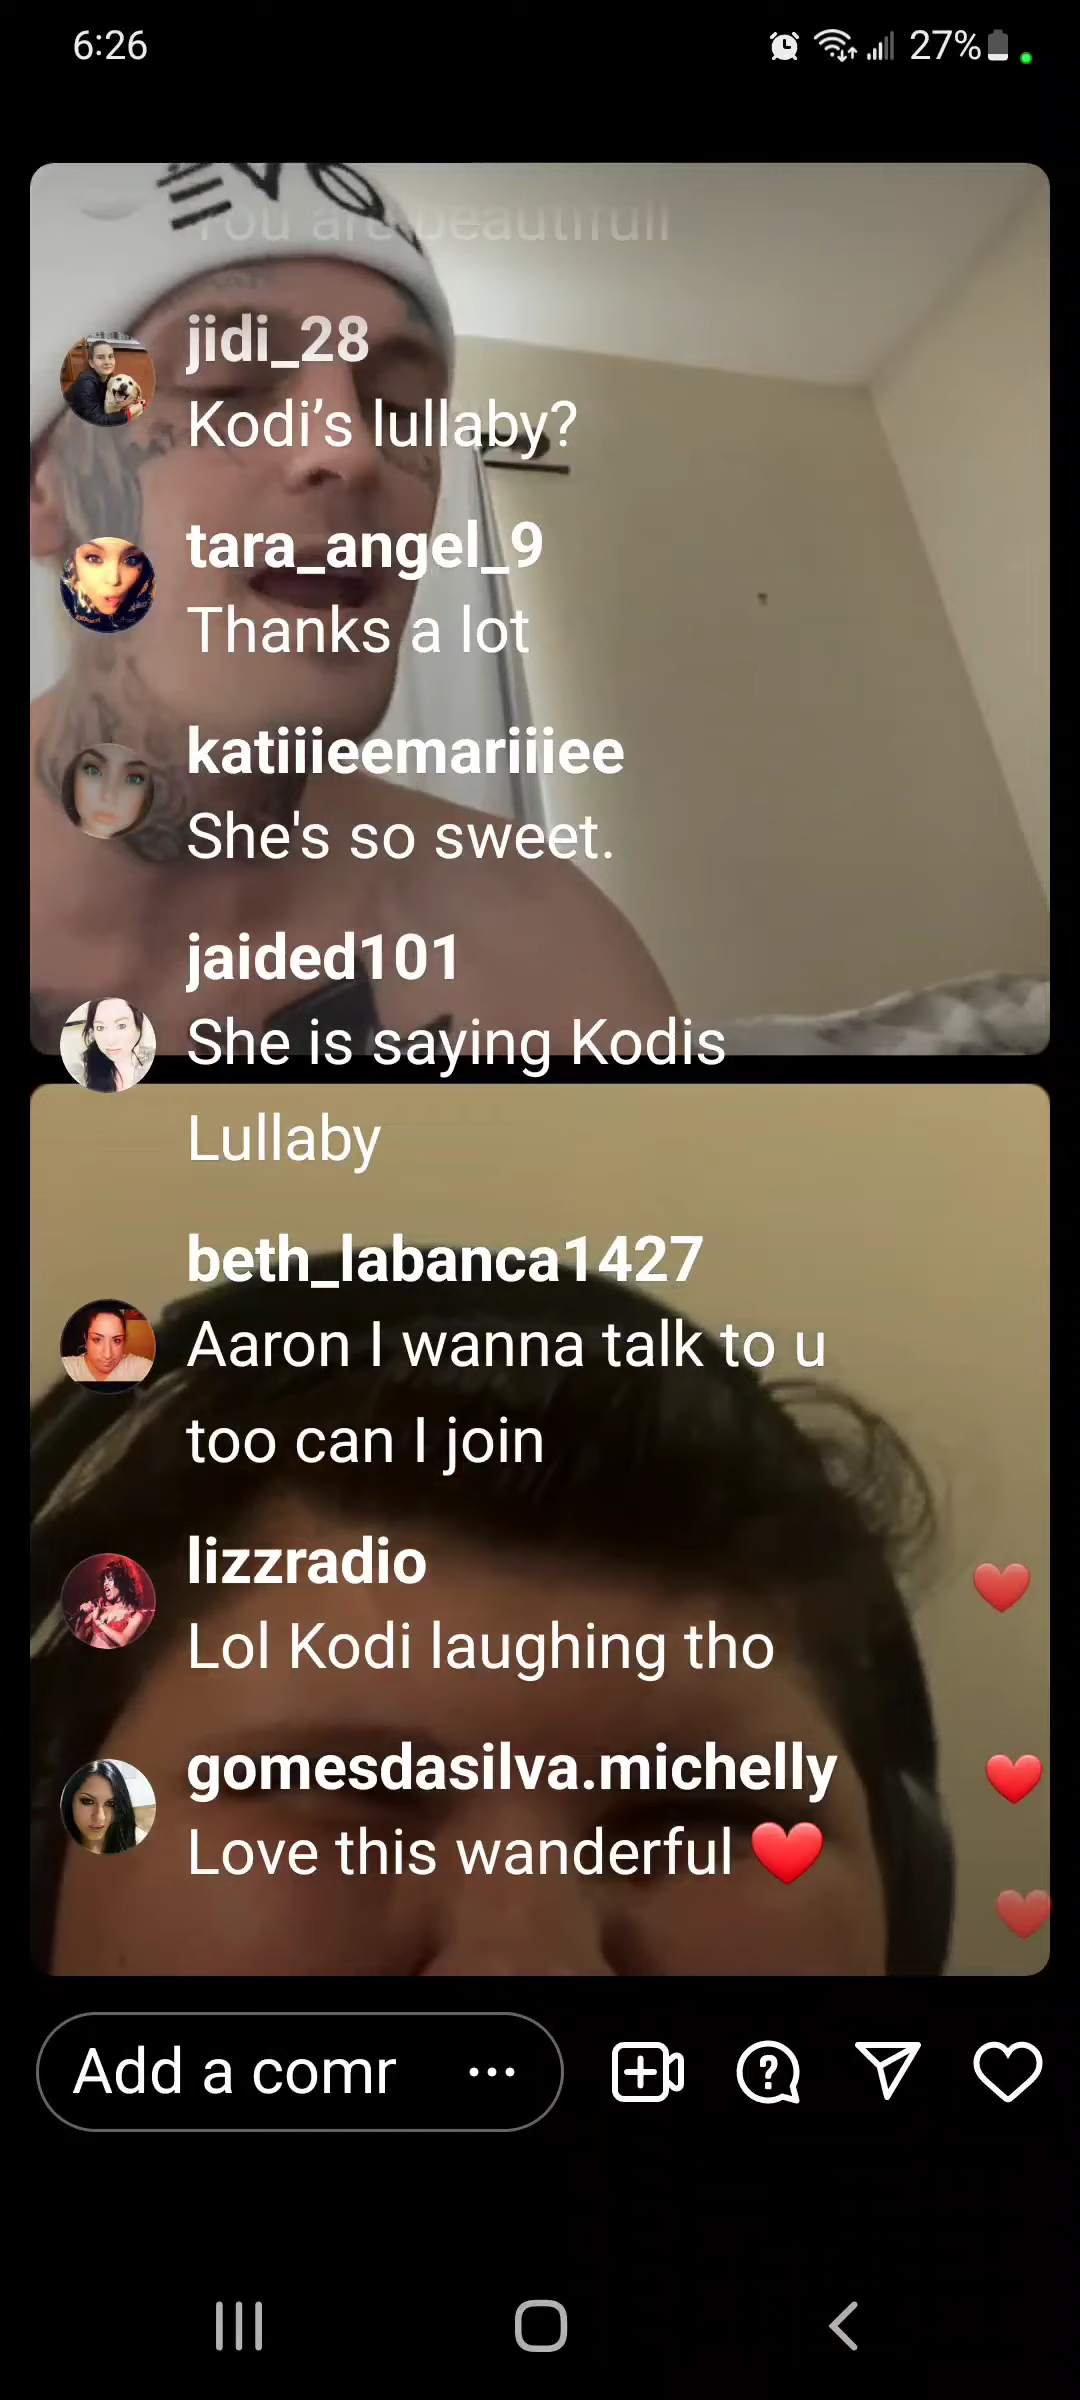 6:26
27%
You are beautifull
jidi_28
Kodi’s lullaby?
tara_angel_9
Thanks a lot
katiiieemariiiee
She's so sweet.
jaided101
She is saying Kodis
Lullaby
beth_labanca1427
Aaron I wanna talk to u
too can I join
lizzradio
Lol Kodi laughing tho
gomesdasilva.michelly
Love this wanderful ❤️
Add a comr